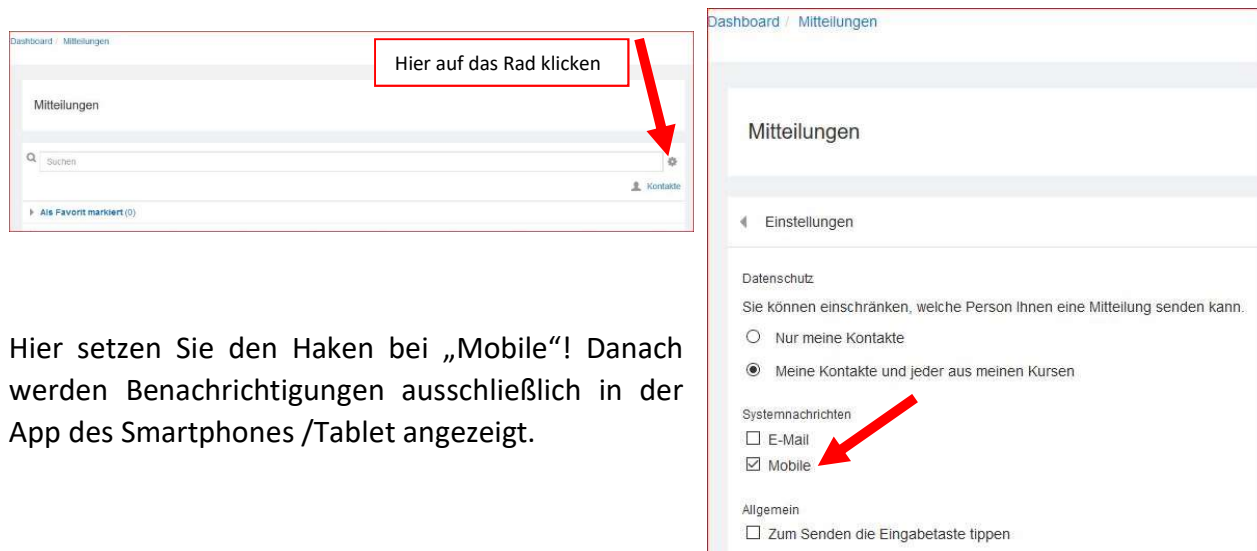 Dashboard / Mitteilungen
Hier auf das Rad klicken
Mitteilungen
Suchen
Kontakte
Als Favorit markiert (0)
Hier setzen Sie den Haken bei „Mobile“! Danach
werden Benachrichtigungen ausschließlich in der
App des Smartphones /Tablet angezeigt.
Dashboard / Mitteilungen
Mitteilungen
Einstellungen
Datenschutz
Sie können einschränken, welche Person Ihnen eine Mitteilung senden kann.
Nur meine Kontakte
Meine Kontakte und jeder aus meinen Kursen
Systemnachrichten
E-Mail
Mobile
Allgemein
Zum Senden die Eingabetaste tippen